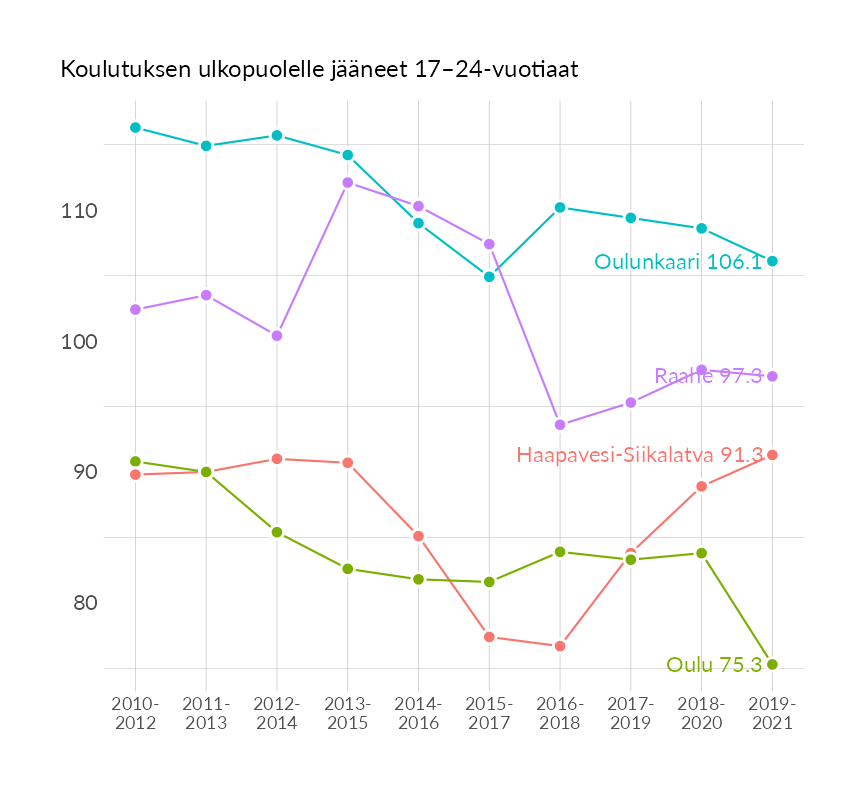 Koulutuksen ulkopuolelle jääneet 17–24-vuotiaat
110
Oulunkaari 106.1
100
Raahe 97.3
90
Haapavesi-Siikalatva 91.3
80
Oulu 75.3
2010- 2011- 2012- 2013- 2014- 2015- 2016- 2017- 2018- 2019-
2012 2013 2014 2015 2016 2017 2018 2019 2020 2021